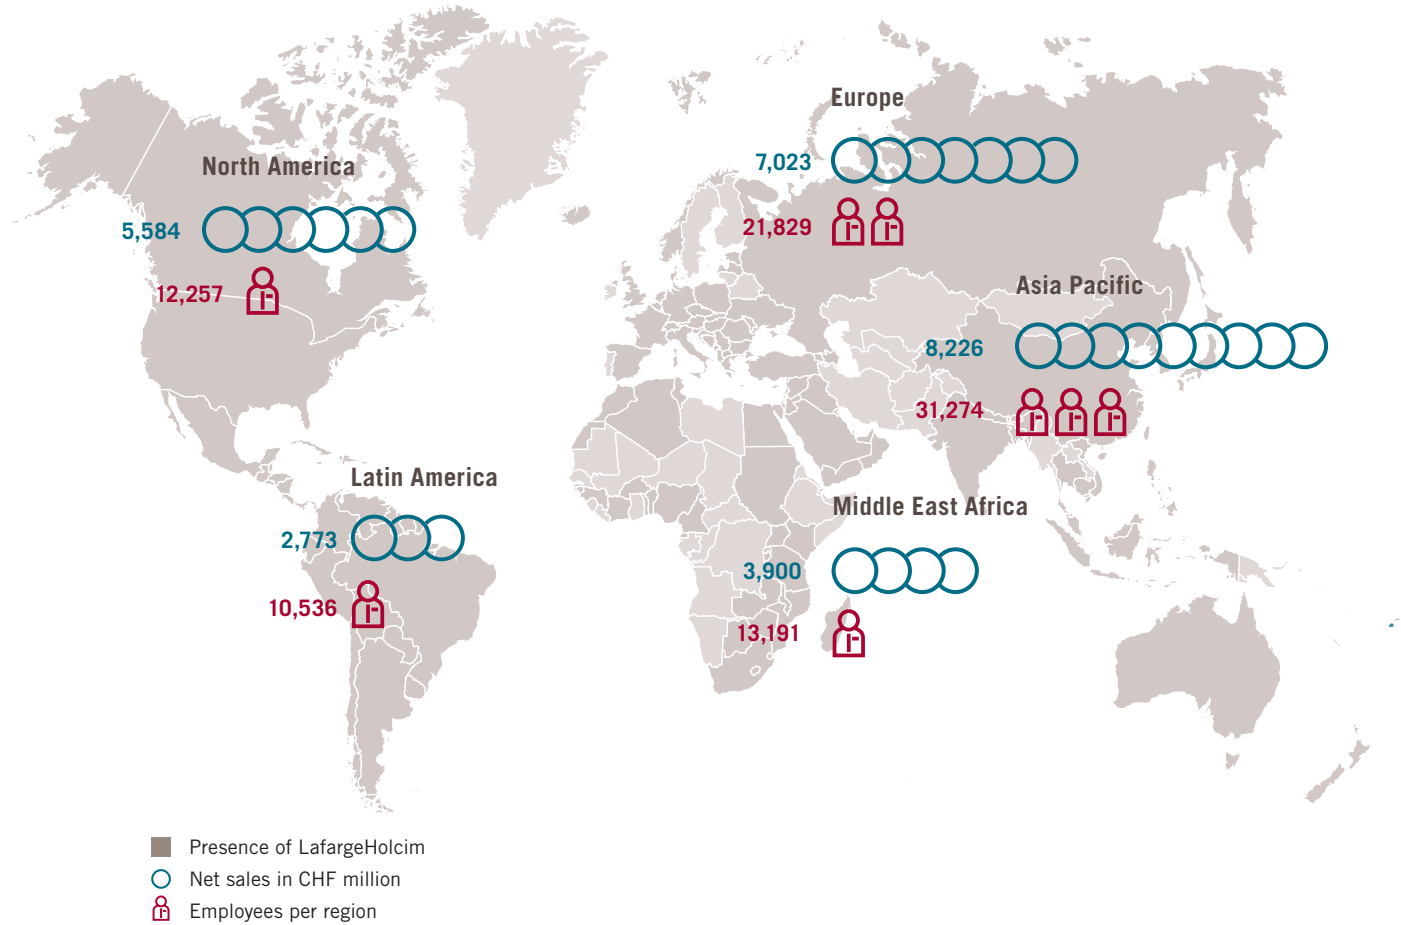 Europe
7,023
21,829
North America
5,584
12,257
Asia Pacific
8,226
31,274
Latin America
2,773
10,536
Middle East Africa
3,900
13,191
Presence of LafargeHolcim
Net sales in CHF million
Employees per region